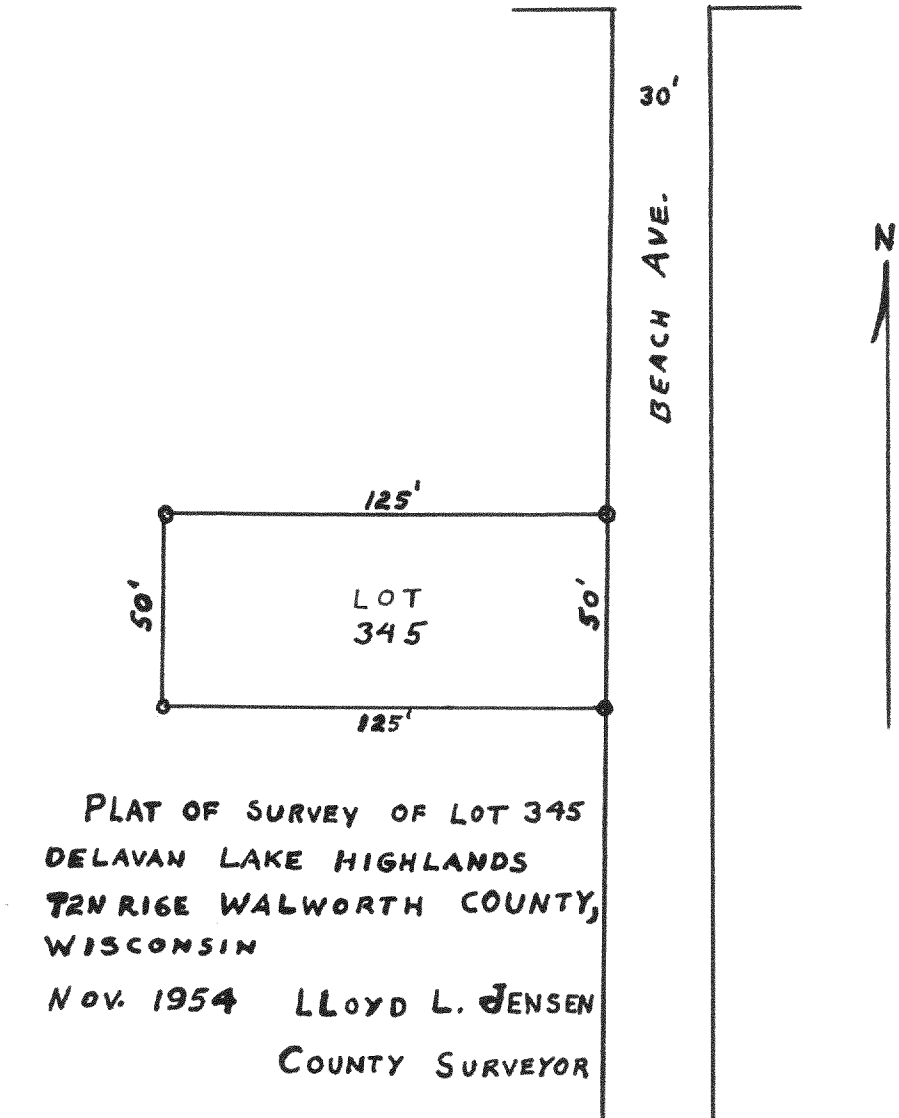 30'
BEACH AVE.
N
125'
50'
LOT
345
50'
125'
PLAT OF SURVEY OF LOT 345
DELAVAN LAKE HIGHLANDS
T2N R16E WALWORTH COUNTY,
WISCONSIN
NOV. 1954 LLOYD L. JENSEN
COUNTY SURVEYOR